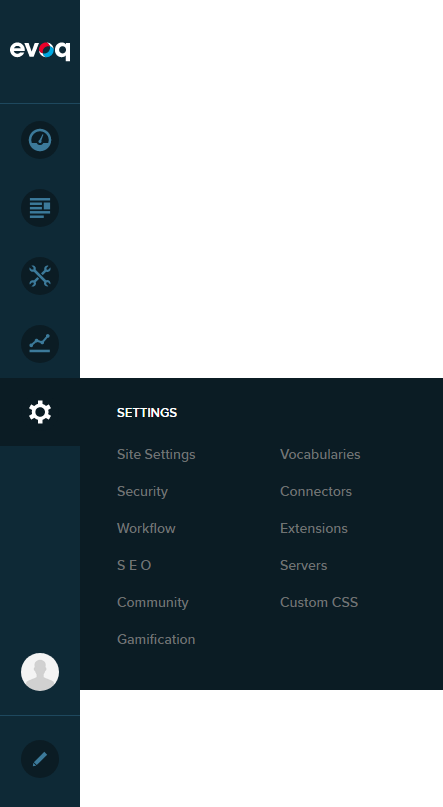 evoq
SETTINGS
Site Settings
Vocabularies
Security
Connectors
Workflow
Extensions
S E O
Servers
Community
Custom CSS
Gamification